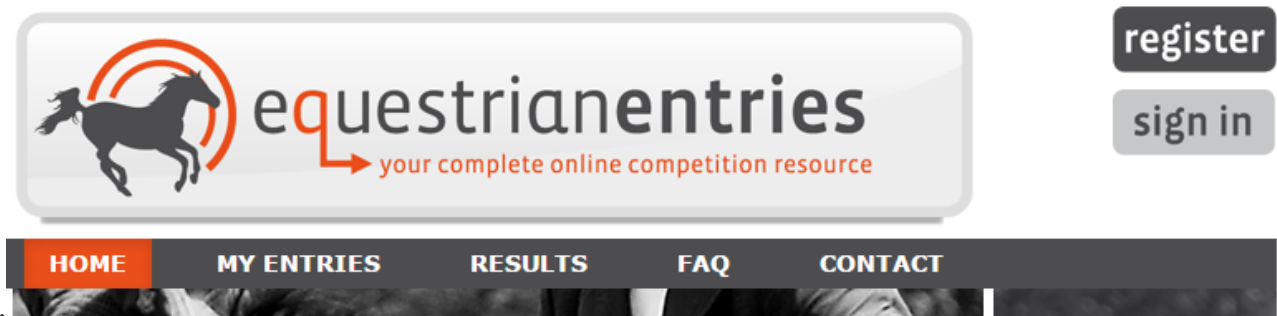 register
equestrianentries
sign in
your complete online competition resource
HOME MY ENTRIES RESULTS FAQ CONTACT